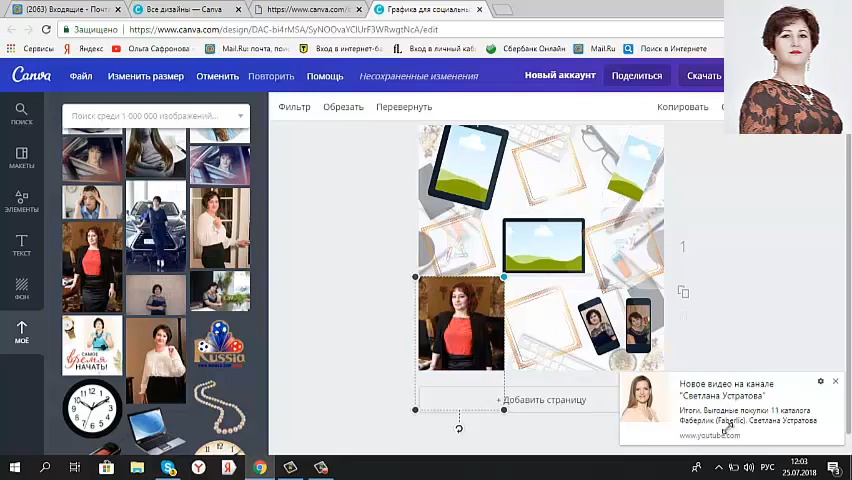 (2063) Входящие - Почт
Все дизайны – Canva
https://www.canva.com/d
Графика для социальны
Защищено
https://www.canva.com/design/DAC-bi4rMSA/SyNOOvaYClUrF3WRwgtNcA/edit
Сервисы
Яндекс
Ольга Сафронова
Mail.Ru: почта, пои
Вход в интернет-б
Вход в личный каб
Сбербанк Онлайн
Mail.Ru
Поиск в Интернете
Canva
Файл
Изменить размер
Отменить
Повторить
Помощь
Несохраненные изменения
Новый аккаунт
Поделиться
Скачать
Поиск среди 1 000 000 изображений...
Фильтр
Обрезать
Перевернуть
Копировать
ПОИСК
МАКЕТЫ
ЭЛЕМЕНТЫ
ТЕКСТ
ФОН
МОЁ
САМОЕ
время
НАЧАТЬ!
Russia
1
+ Добавить страницу
Новое видео на канале
"Светлана Устратова"
Итоги. Выгодные покупки 11 каталога
Фаберлик (Faberlic). Светлана Устратова
www.youtube.com
РУС
12:03
25.07.2018